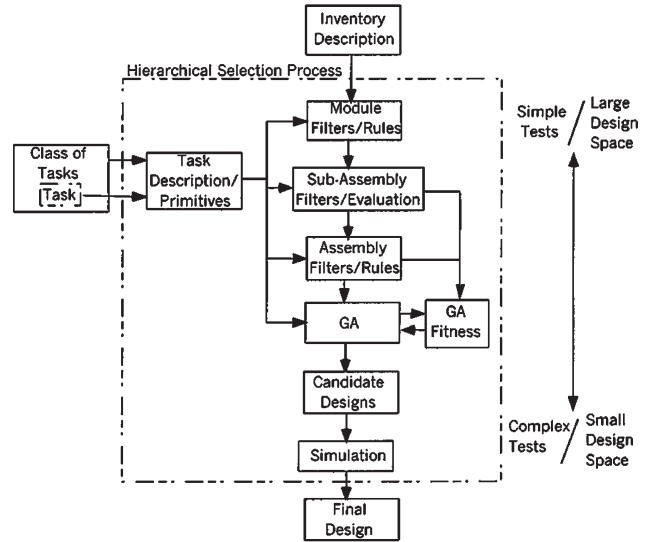 Inventory
Description
Hierarchical Selection Process
Module
Filters/Rules
Simple
Tests
Large
Design
Space
Class of
Tasks
Task
Task
Description/
Primitives
Sub-Assembly
Filters/Evaluation
Assembly
Filters/Rules
GA
GA
Fitness
Candidate
Designs
Complex
Tests
Small
Design
Space
Simulation
Final
Design